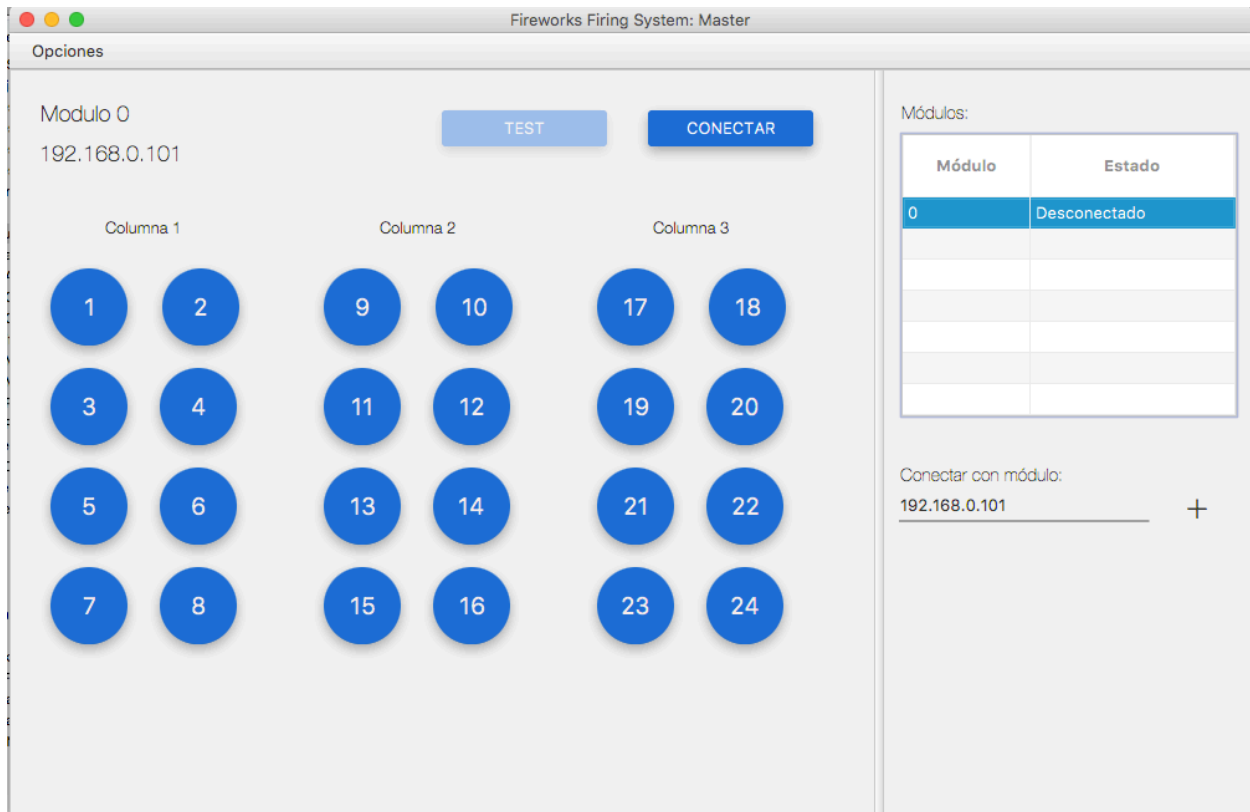 Fireworks Firing System: Master
Opciones
Modulo 0
192.168.0.101
TEST
CONECTAR
Columna 1
Columna 2
Columna 3
1 2 9 10 17 18
3 4 11 12 19 20
5 6 13 14 21 22
7 8 15 16 23 24
Módulos:
Módulo Estado
0 Desconectado
Conectar con módulo:
192.168.0.101
+